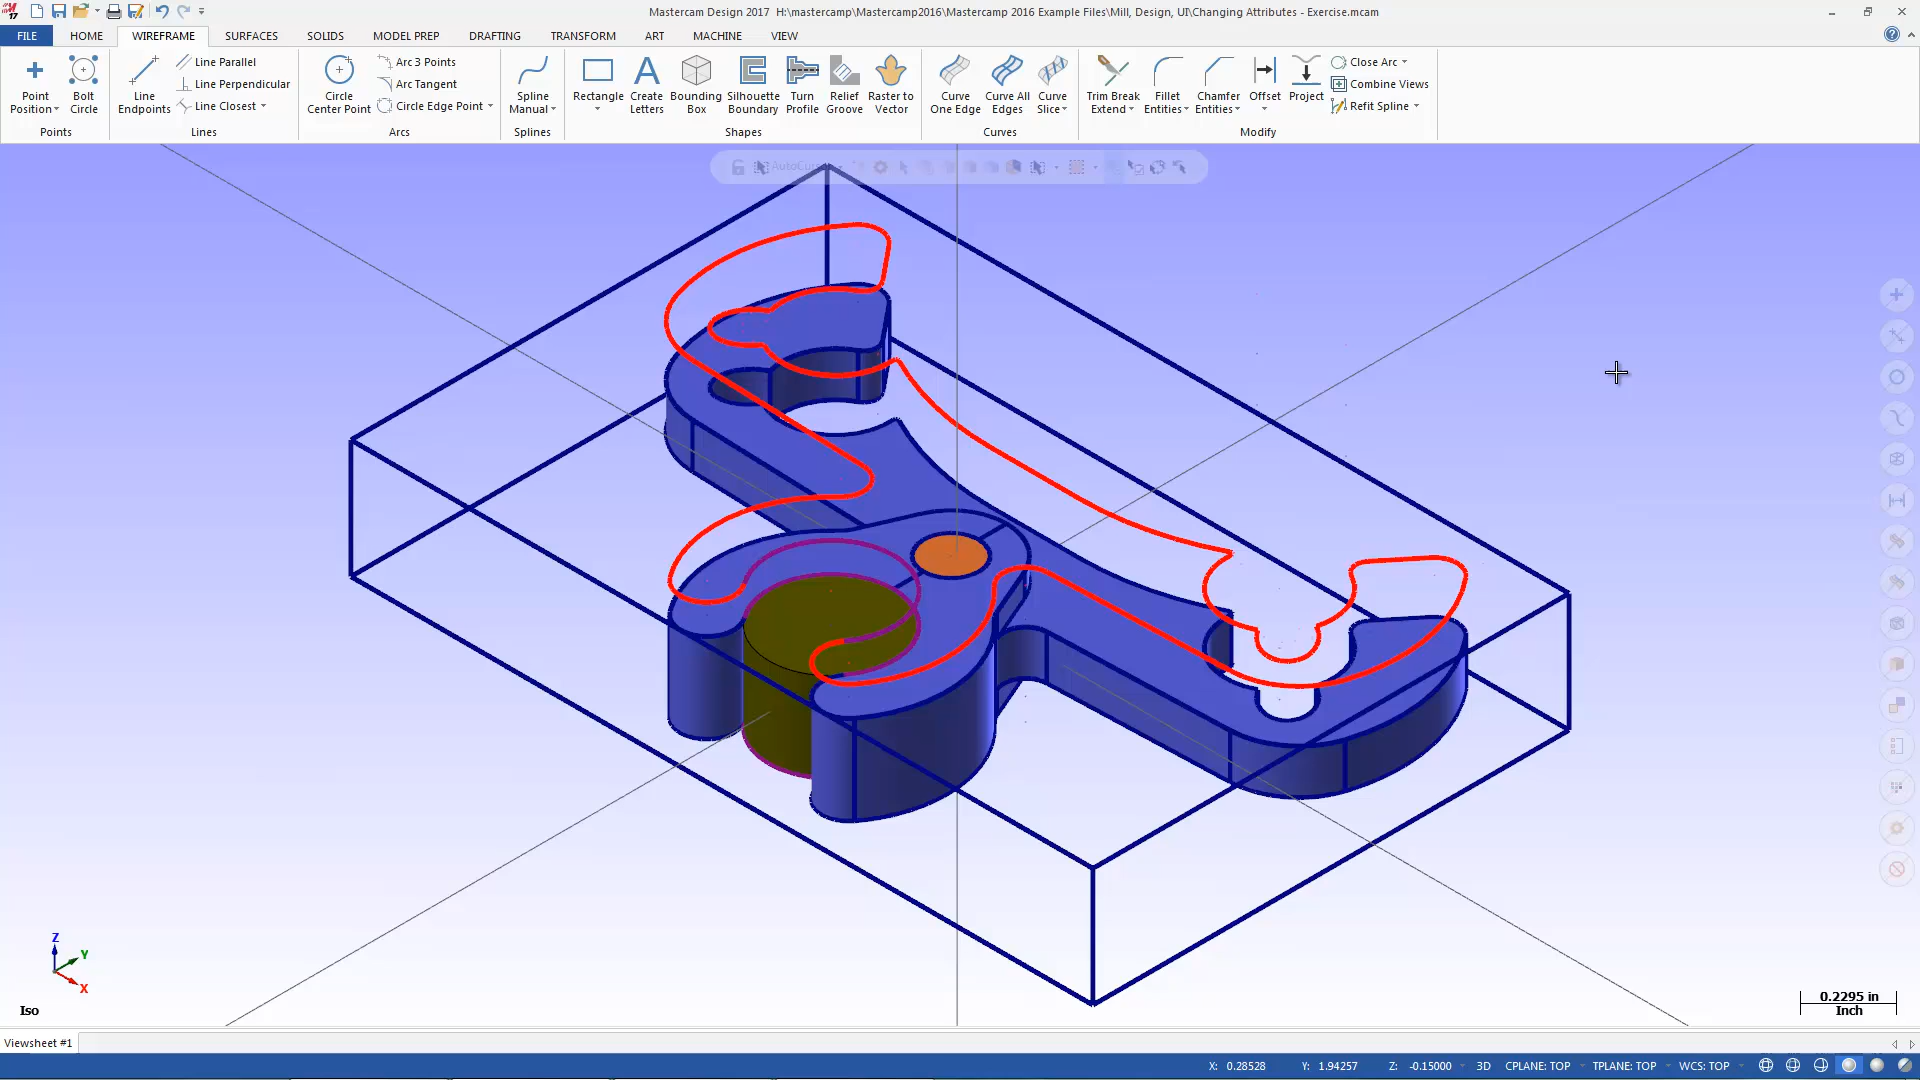 Mastercam Design 2017 H:\mastercamp\Mastercamp2016\Mastercamp 2016 Example Files\Mill, Design, UI\Changing Attributes - Exercise.mcam
FILE HOME WIREFRAME SURFACES SOLIDS MODEL PREP DRAFTING TRANSFORM ART MACHINE VIEW
Point Position
Bolt Circle
Points
Line Endpoints
Line Parallel
Line Perpendicular
Line Closest
Lines
Circle Center Point
Arc 3 Points
Arc Tangent
Circle Edge Point
Arcs
Spline Manual
Splines
Rectangle
Create Letters
Bounding Box
Silhouette Boundary
Turn Profile
Relief Groove
Raster to Vector
Shapes
Curve One Edge
Curve All Edges
Curve Slice
Curves
Trim Break Extend
Fillet Entities
Chamfer Entities
Offset
Project
Close Arc
Combine Views
Refit Spline
Modify
Z
Y
X
Iso
0.2295 in
Inch
Viewsheet #1
X: 0.28528 Y: 1.94257 Z: -0.15000 3D CPLANE: TOP TPLANE: TOP WCS: TOP